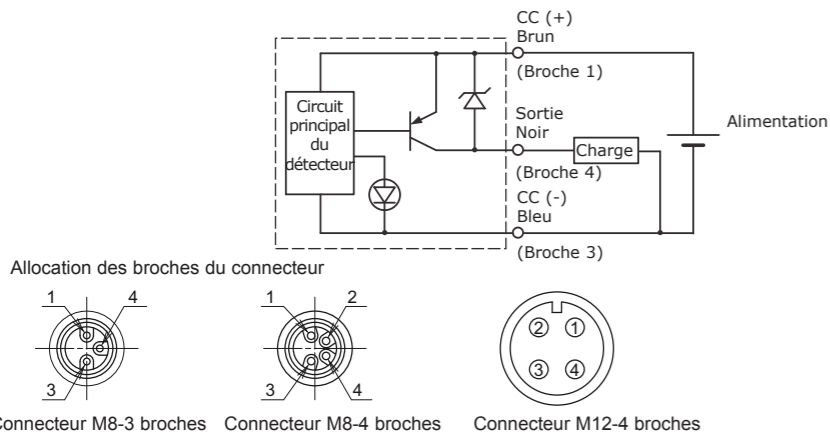 CC (+)
Brun
(Broche 1)
Circuit
principal
du
détecteur
Sortie
Noir
Charge
Alimentation
(Broche 4)
CC (-)
Bleu
(Broche 3)
Allocation des broches du connecteur
1 4
3
1 2
3 4
2 1
3 4
Connecteur M8-3 broches Connecteur M8-4 broches Connecteur M12-4 broches